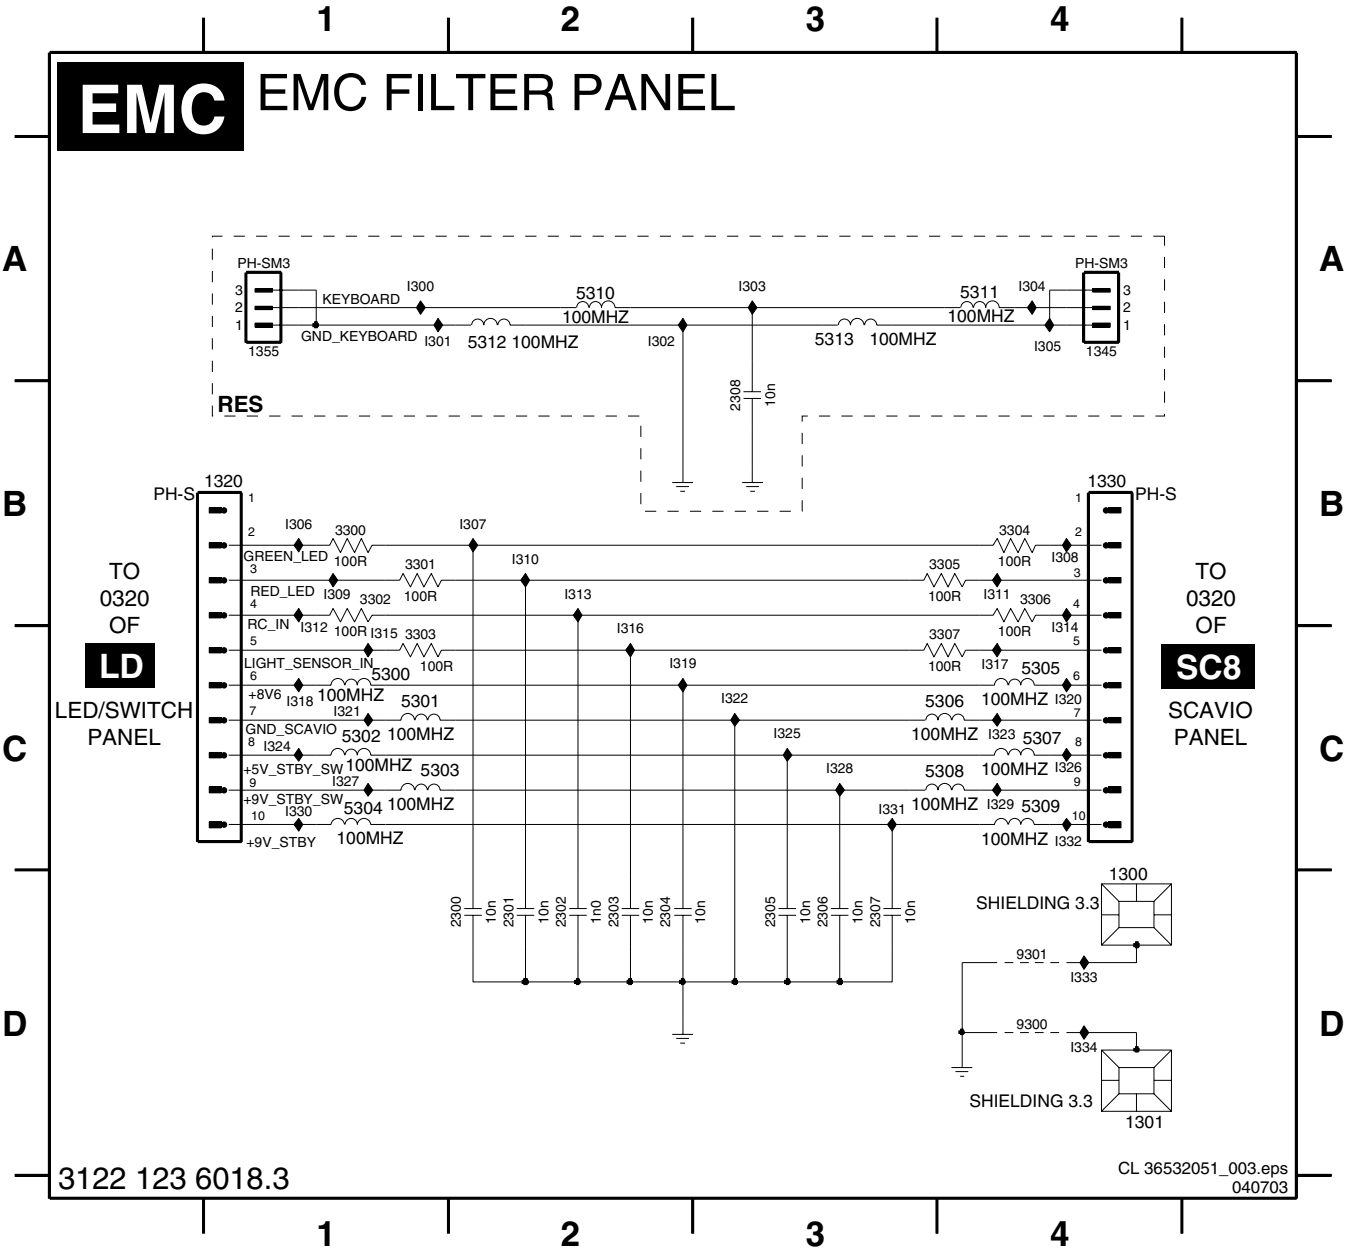 1 2 3 4
EMC EMC FILTER PANEL
A A
PH-SM3 PH-SM3
I300 I303 I304
3 KEYBOARD 5310 5311 3
2 100MHZ 100MHZ 2
1 GND_KEYBOARD I301 5312 100MHZ I302 5313 100MHZ I305 1
1355 1345
2308 10n
RES
B B
1320 1330
PH-S 1 1 PH-S
I306 3300 I307 3304
2 GREEN_LED 100R 100R I308 2
3 3301 I310 3305 3
RED_LED I309 100R 100R I311
4 3302 I313 3306 4
RC_IN I312 100R 100R I314
5 I315 3303 I316 3307 5
LIGHT_SENSOR_IN 100R 100R I317
6 5300 I319 5305 6
+8V6 I318 100MHZ 100MHZ I320
7 I321 5301 I322 5306 7
GND_SCAVIO 100MHZ 100MHZ I323
8 I324 5302 I325 5307 8
+5V_STBY_SW 100MHZ 100MHZ I326
9 I327 5303 I328 5308 9
+9V_STBY_SW 100MHZ 100MHZ I329
10 I330 5304 I331 5309 10
+9V_STBY 100MHZ 100MHZ I332
TO
0320
OF
LD
LED/SWITCH
PANEL
TO
0320
OF
SC8
SCAVIO
PANEL
C C
2300 10n 2301 10n 2302 1n0 2303 10n 2304 10n 2305 10n 2306 10n 2307 10n
1300
SHIELDING 3.3
9301
I333
D D
9300
I334
SHIELDING 3.3
1301
3122 123 6018.3
CL 36532051_003.eps
040703
1 2 3 4